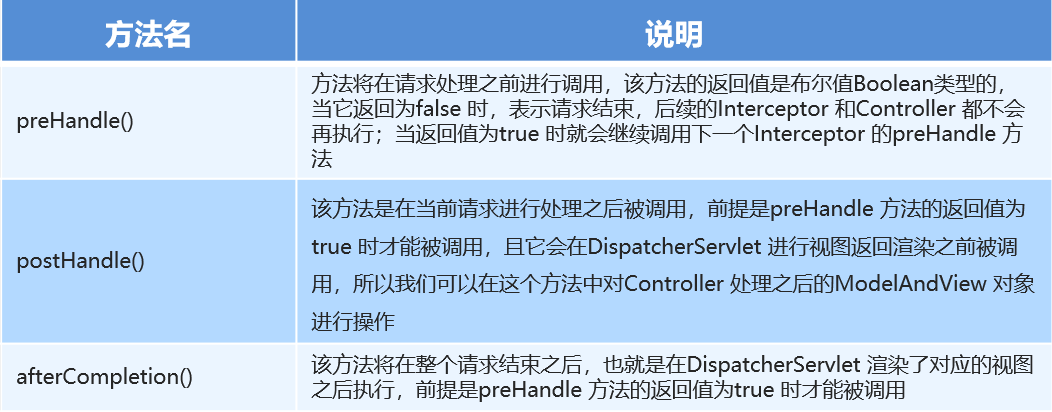 方法名
说明
preHandle()
方法将在请求处理之前进行调用，该方法的返回值是布尔值Boolean类型的，
当它返回为false 时，表示请求结束，后续的Interceptor 和Controller 都不会
再执行；当返回值为true 时就会继续调用下一个Interceptor 的preHandle 方
法
postHandle()
该方法是在当前请求进行处理之后被调用，前提是preHandle 方法的返回值为
true 时才能被调用，且它会在DispatcherServlet 进行视图返回渲染之前被调
用，所以我们可以在这个方法中对Controller 处理之后的ModelAndView 对象
进行操作
afterCompletion()
该方法将在整个请求结束之后，也就是在DispatcherServlet 渲染了对应的视图
之后执行，前提是preHandle 方法的返回值为true 时才能被调用